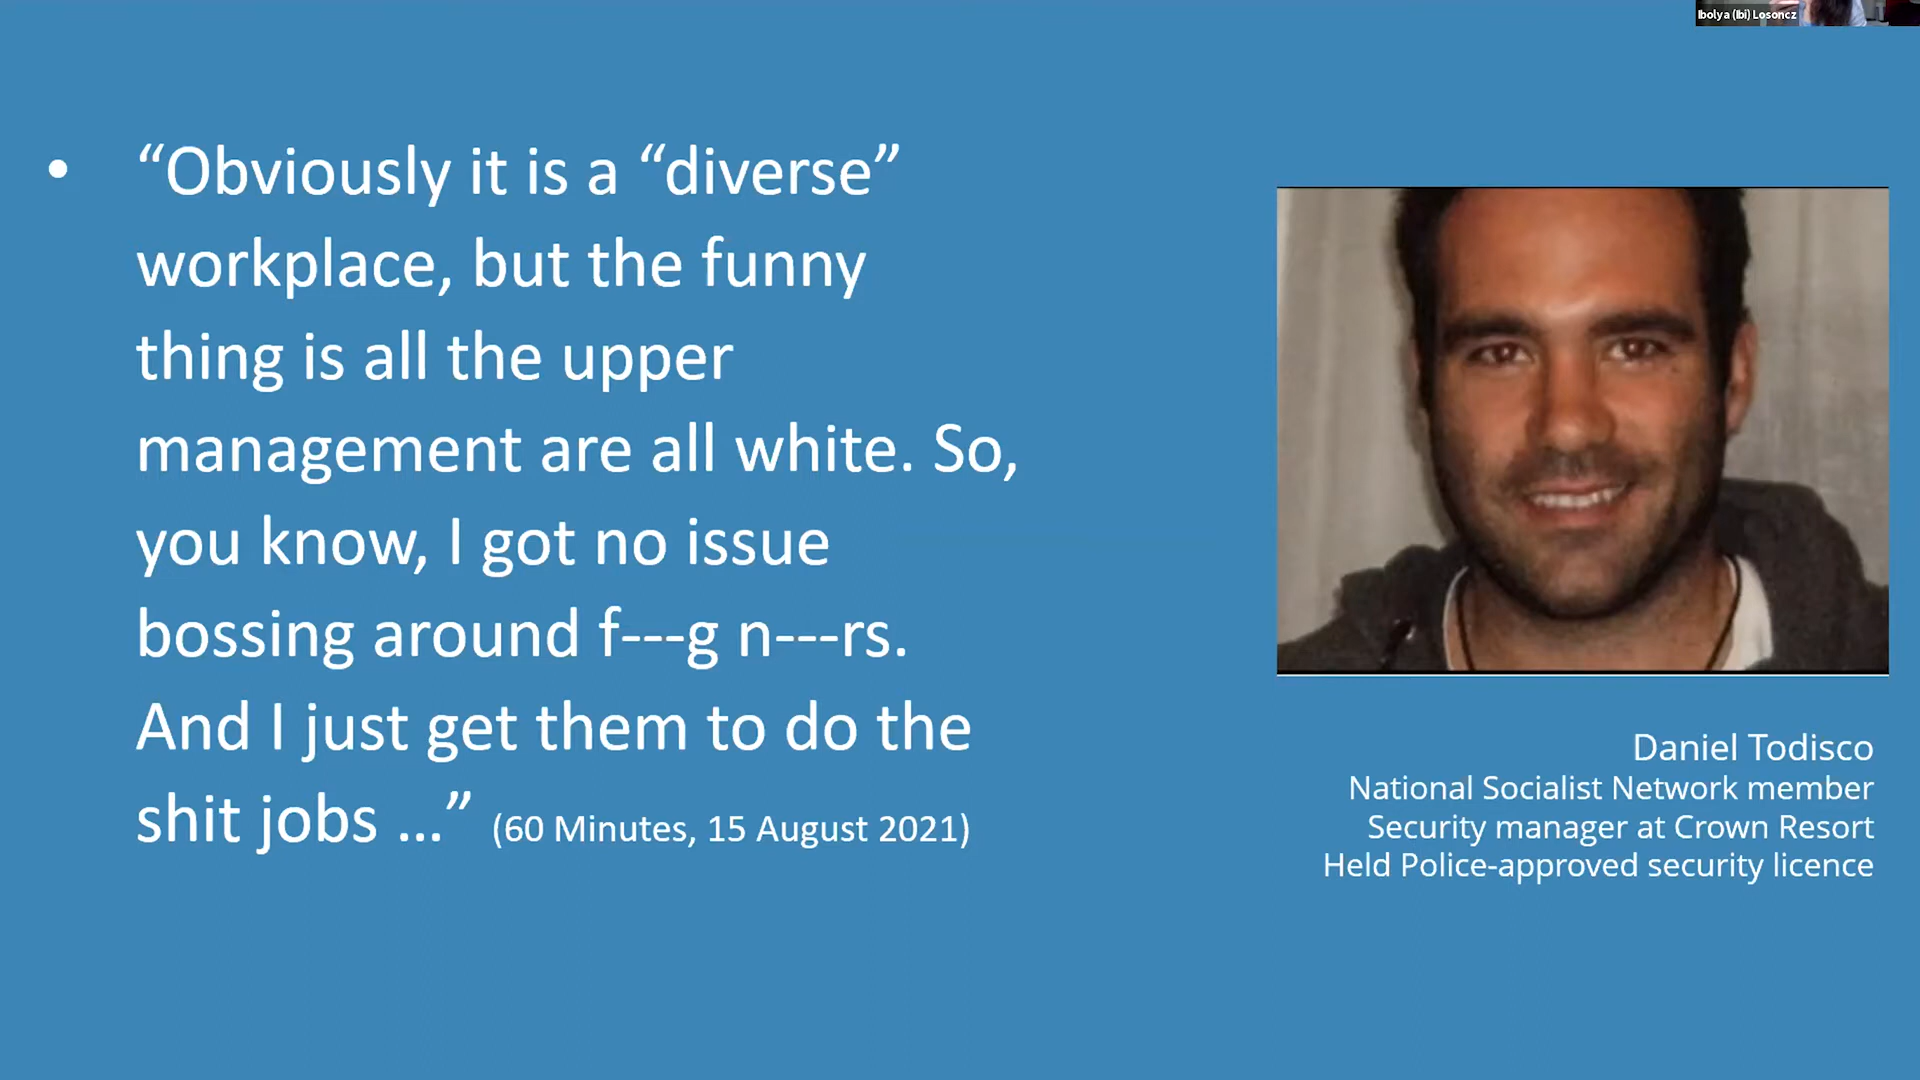 Ibolya (Ibi) Losoncz
• “Obviously it is a “diverse”
workplace, but the funny
thing is all the upper
management are all white. So,
you know, I got no issue
bossing around f---g n---rs.
And I just get them to do the
shit jobs ...” (60 Minutes, 15 August 2021)
Daniel Todisco
National Socialist Network member
Security manager at Crown Resort
Held Police-approved security licence